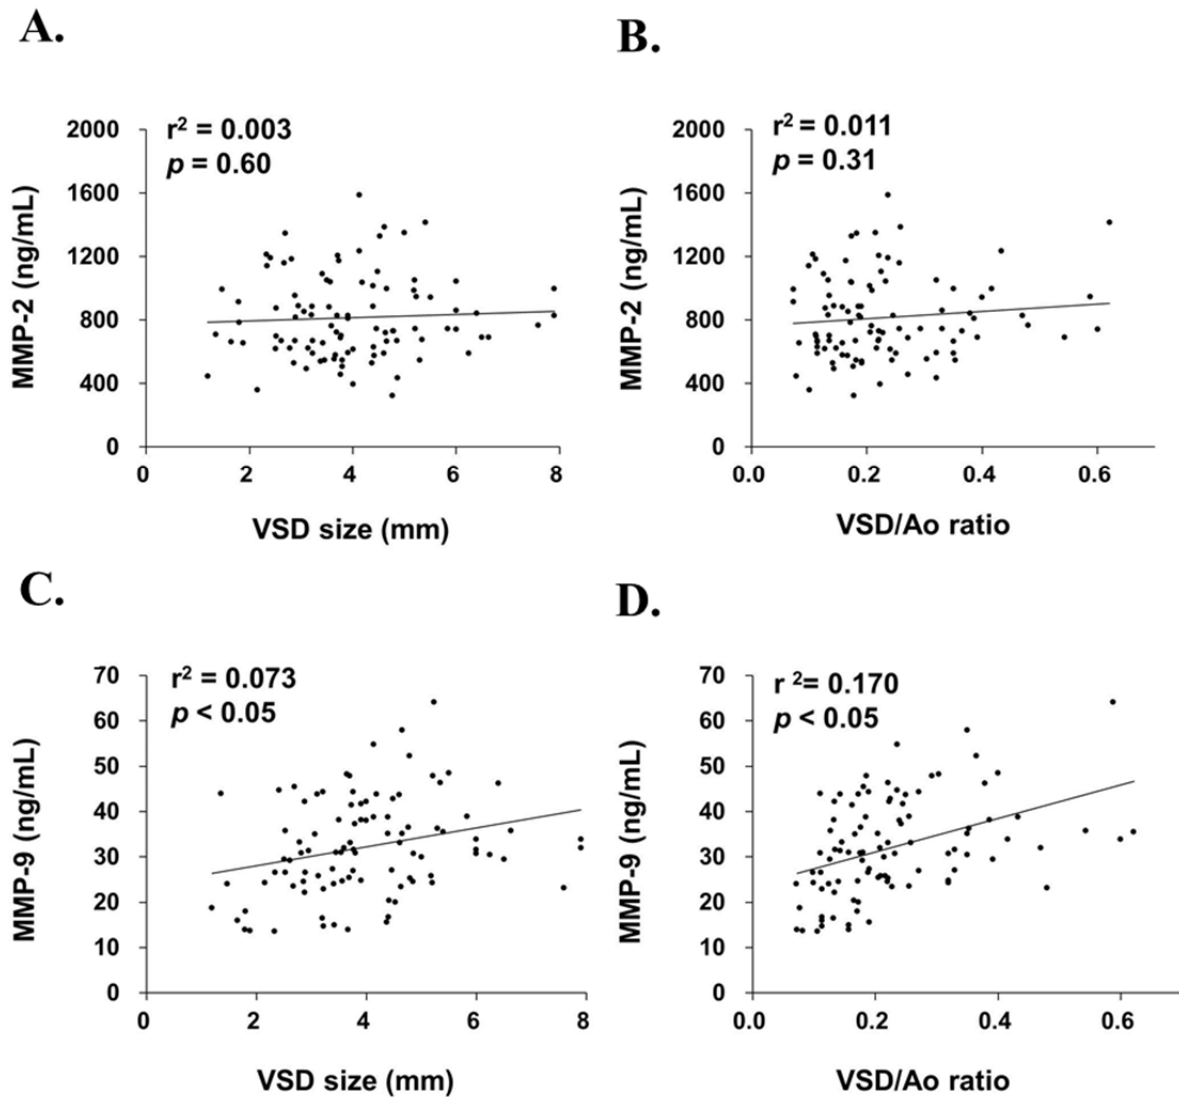 A.
r² = 0.003
p = 0.60
MMP-2 (ng/mL)
2000
1600
1200
800
400
0
0 2 4 6 8
VSD size (mm)
B.
r² = 0.011
p = 0.31
MMP-2 (ng/mL)
2000
1600
1200
800
400
0
0.0 0.2 0.4 0.6
VSD/Ao ratio
C.
r² = 0.073
p < 0.05
MMP-9 (ng/mL)
70
60
50
40
30
20
10
0
0 2 4 6 8
VSD size (mm)
D.
r ²= 0.170
p < 0.05
MMP-9 (ng/mL)
70
60
50
40
30
20
10
0
0.0 0.2 0.4 0.6
VSD/Ao ratio